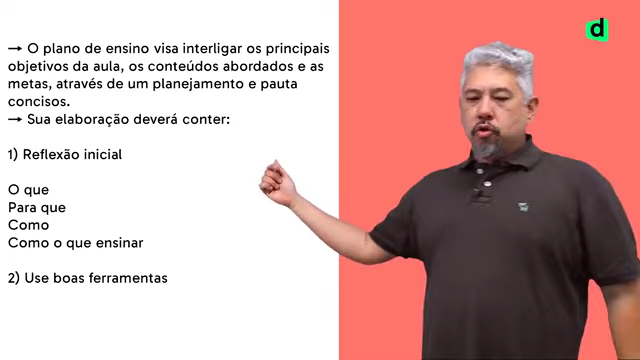 → O plano de ensino visa interligar os principais
objetivos da aula, os conteúdos abordados e as
metas, através de um planejamento e pauta
concisos.
→ Sua elaboração deverá conter:
1) Reflexão inicial
O que
Para que
Como
Como o que ensinar
2) Use boas ferramentas
d